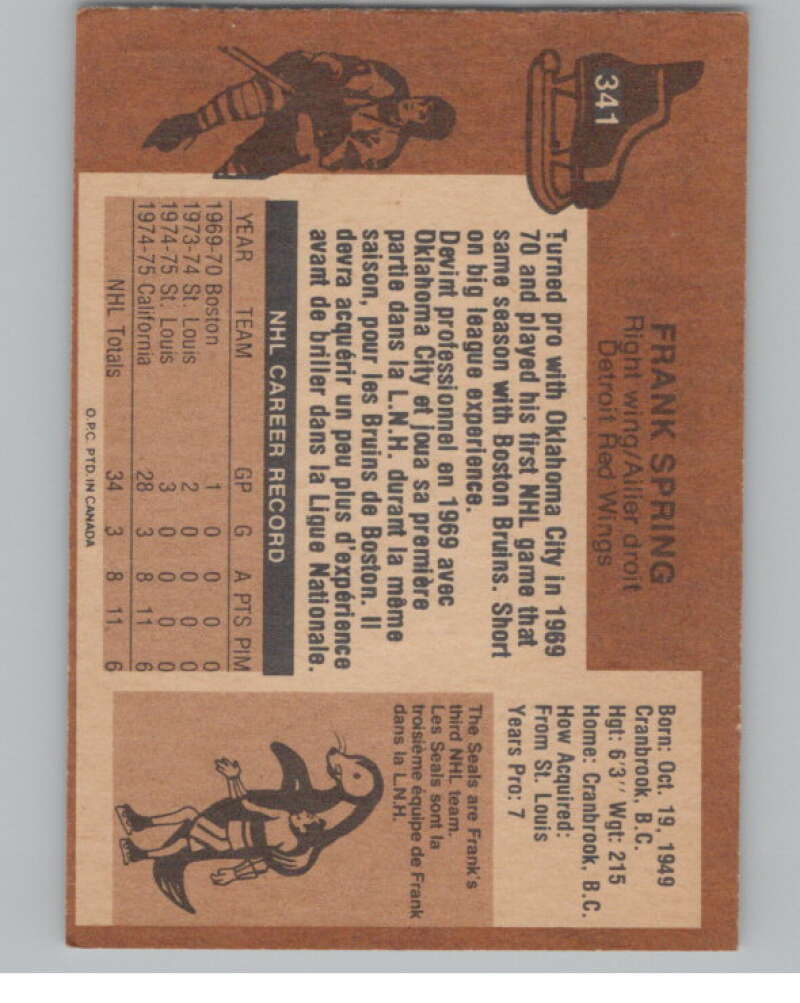 341
FRANK SPRING
Right wing/Ailier droit
Detroit Red Wings
Turned pro with Oklahoma City in 1969
70 and played his first NHL game that
same season with Boston Bruins. Short
on big league experience.
Devint professionnel en 1969 avec
Oklahoma City et joua sa première
partie dans la L.N.H. durant la même
saison, pour les Bruins de Boston. Il
devra acquérir un peu plus d'expérience
avant de briller dans la Ligue Nationale.
NHL CAREER RECORD
YEAR TEAM GP G A PTS PIM
1969-70 Boston 1 0 0 0 0
1973-74 St. Louis 2 0 0 0 0
1974-75 St. Louis 3 0 0 0 0
1974-75 California 28 3 8 11 6
NHL Totals 34 3 8 11 6
O.P.C. PTD. IN CANADA
Born: Oct. 19, 1949
Cranbrook, B.C.
Hgt: 6'3'' Wgt: 215
Home: Cranbrook, B.C.
How Acquired:
From St. Louis
Years Pro: 7
The Seals are Frank's
third NHL team.
Les Seals sont la
troisième équipe de Frank
dans la L.N.H.